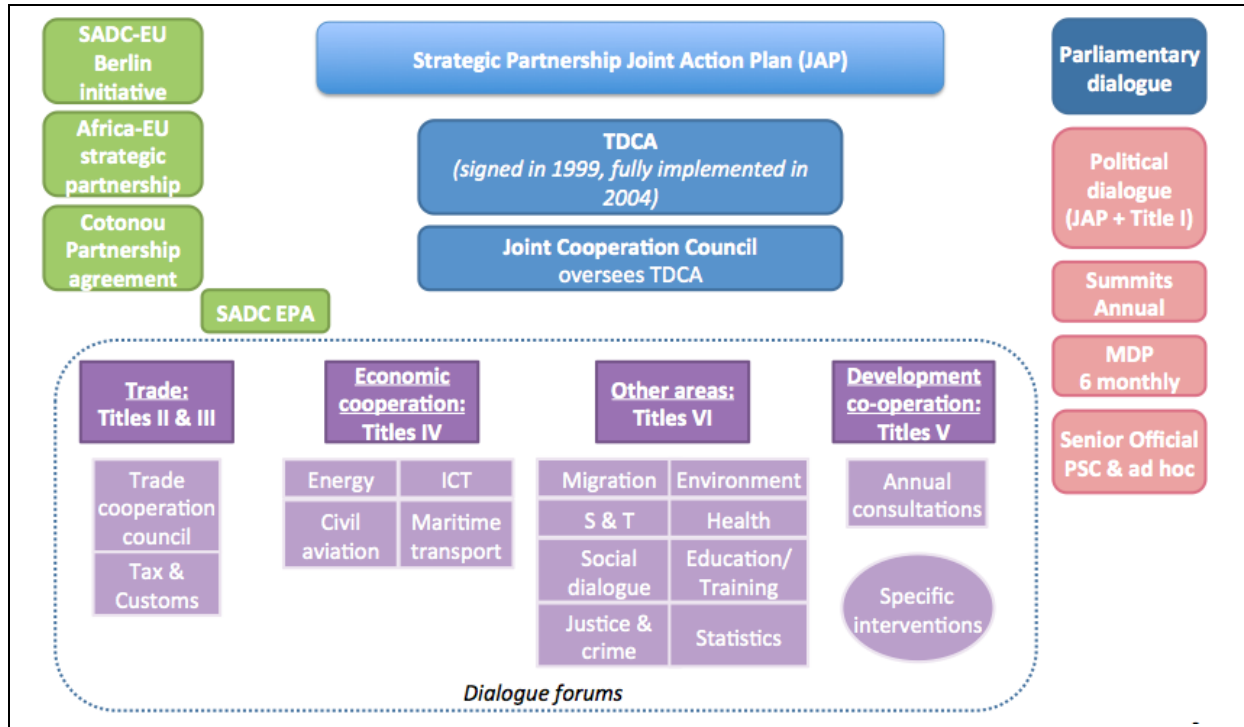 SADC-EU
Berlin
initiative
Africa-EU
strategic
partnership
Cotonou
Partnership
agreement
SADC EPA
Strategic Partnership Joint Action Plan (JAP)
TDCA
(signed in 1999, fully implemented in
2004)
Joint Cooperation Council
oversees TDCA
Parliamentary
dialogue
Political
dialogue
(JAP + Title I)
Summits
Annual
MDP
6 monthly
Senior Official
PSC & ad hoc
Trade:
Titles II & III
Trade
cooperation
council
Tax &
Customs
Economic
cooperation:
Titles IV
Energy
ICT
Civil
aviation
Maritime
transport
Other areas:
Titles VI
Migration
Environment
S & T
Health
Social
dialogue
Education/
Training
Justice &
crime
Statistics
Development
co-operation:
Titles V
Annual
consultations
Specific
interventions
Dialogue forums